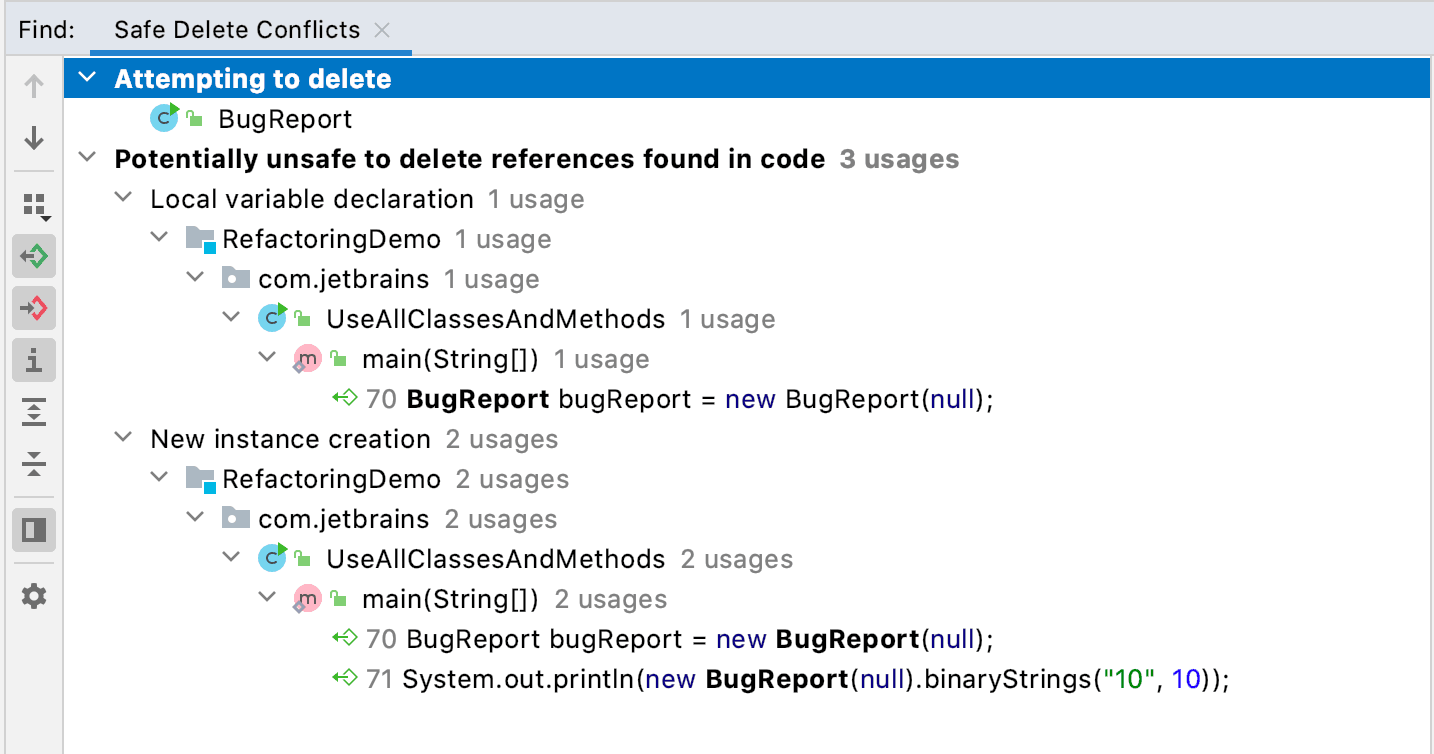 Find: Safe Delete Conflicts
Attempting to delete
C BugReport
Potentially unsafe to delete references found in code 3 usages
Local variable declaration 1 usage
RefactoringDemo 1 usage
com.jetbrains 1 usage
C UseAllClassesAndMethods 1 usage
m main(String[]) 1 usage
70 BugReport bugReport = new BugReport(null);
New instance creation 2 usages
RefactoringDemo 2 usages
com.jetbrains 2 usages
C UseAllClassesAndMethods 2 usages
m main(String[]) 2 usages
70 BugReport bugReport = new BugReport(null);
71 System.out.println(new BugReport(null).binaryStrings("10", 10));